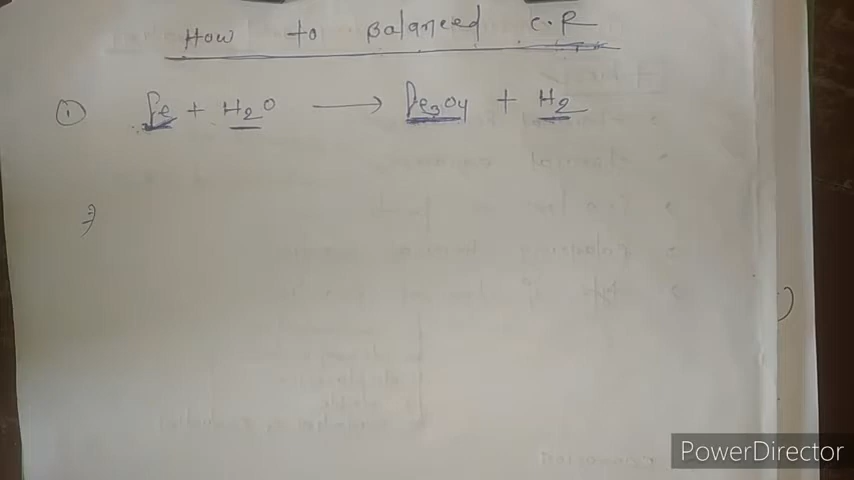 How to Balanced C.R
① Fe + H2O ⟶ Fe3O4 + H2
⇒
PowerDirector